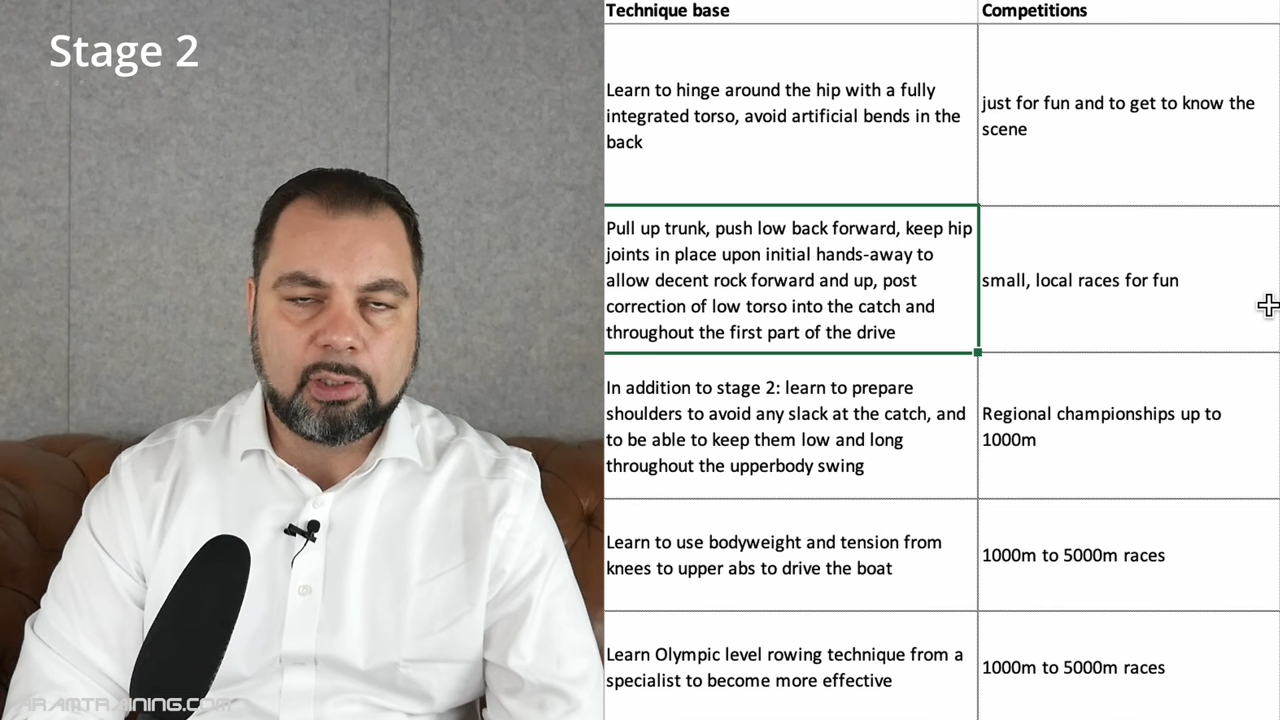 Stage 2
Technique base
Competitions
Learn to hinge around the hip with a fully
integrated torso, avoid artificial bends in the
back
just for fun and to get to know the
scene
Pull up trunk, push low back forward, keep hip
joints in place upon initial hands-away to
allow decent rock forward and up, post
correction of low torso into the catch and
throughout the first part of the drive
small, local races for fun
In addition to stage 2: learn to prepare
shoulders to avoid any slack at the catch, and
to be able to keep them low and long
throughout the upperbody swing
Regional championships up to
1000m
Learn to use bodyweight and tension from
knees to upper abs to drive the boat
1000m to 5000m races
Learn Olympic level rowing technique from a
specialist to become more effective
1000m to 5000m races
ARAMTRAINING.COM